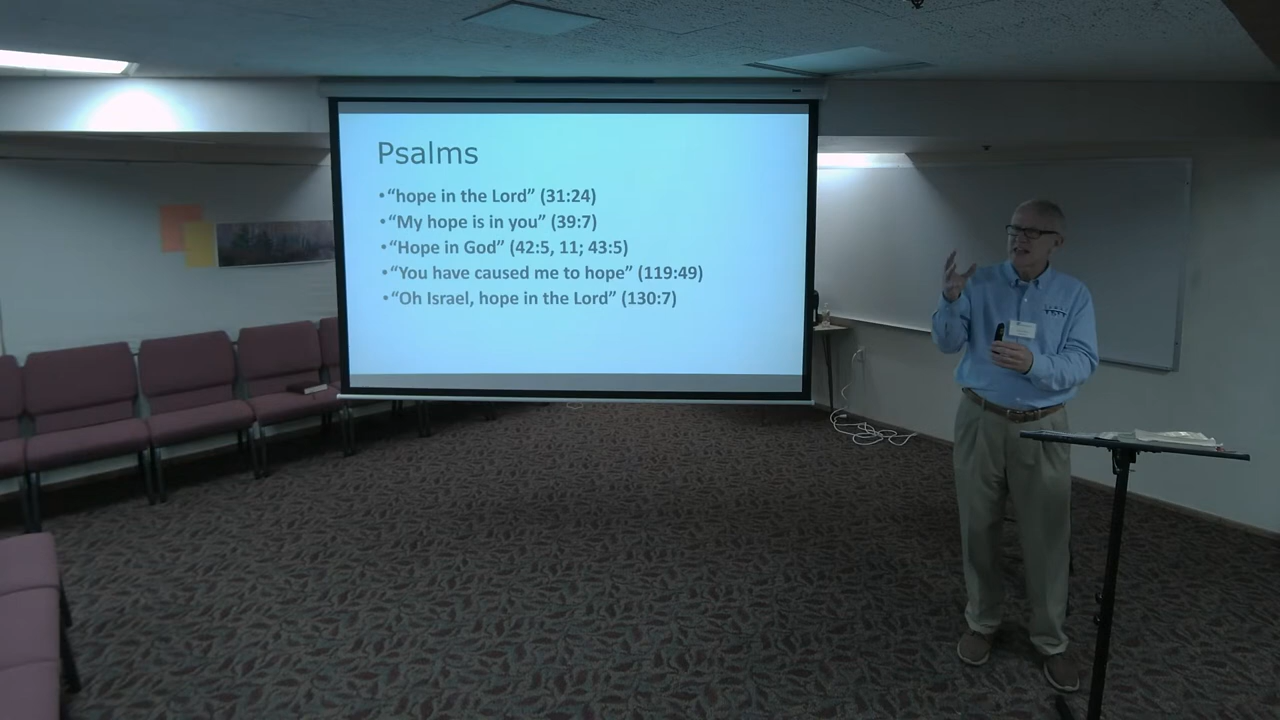 Psalms
•“hope in the Lord” (31:24)
•“My hope is in you” (39:7)
•“Hope in God” (42:5, 11; 43:5)
•“You have caused me to hope” (119:49)
•“Oh Israel, hope in the Lord” (130:7)